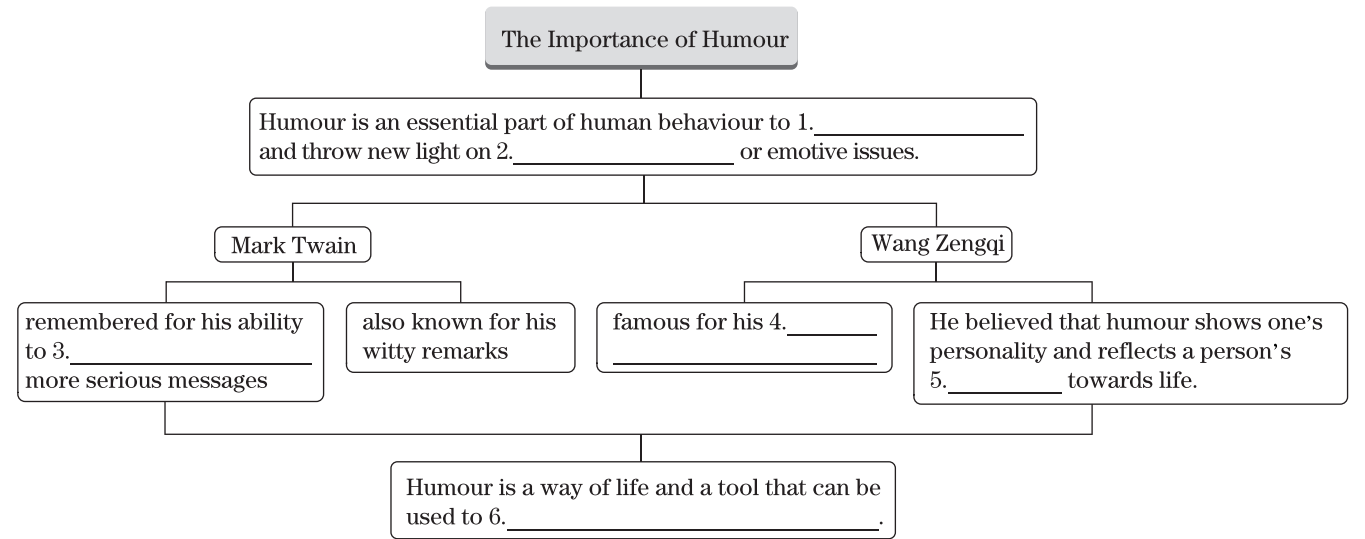 The Importance of Humour
Humour is an essential part of human behaviour to 1.
and throw new light on 2. or emotive issues.
Mark Twain
Wang Zengqi
remembered for his ability
to 3.
more serious messages
also known for his
witty remarks
famous for his 4.
He believed that humour shows one's
personality and reflects a person's
5. towards life.
Humour is a way of life and a tool that can be
used to 6. .